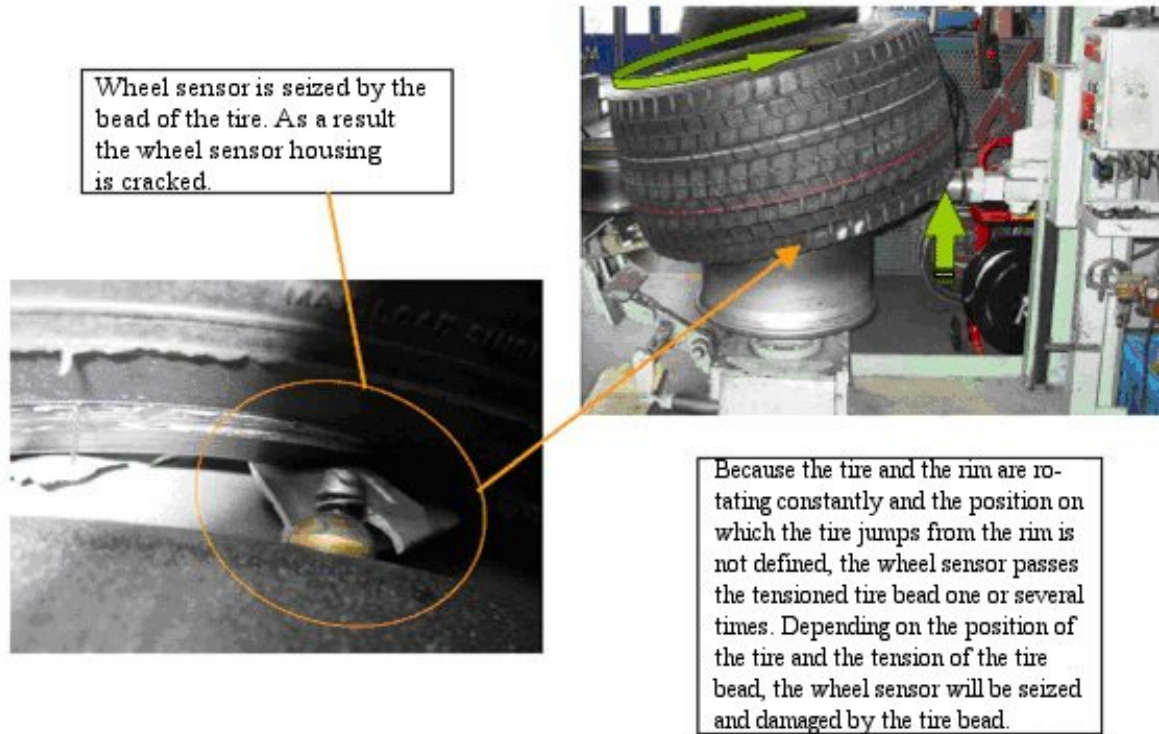 Wheel sensor is seized by the
bead of the tire. As a result
the wheel sensor housing
is cracked.
Because the tire and the rim are ro-
tating constantly and the position on
which the tire jumps from the rim is
not defined, the wheel sensor passes
the tensioned tire bead one or several
times. Depending on the position of
the tire and the tension of the tire
bead, the wheel sensor will be seized
and damaged by the tire bead.